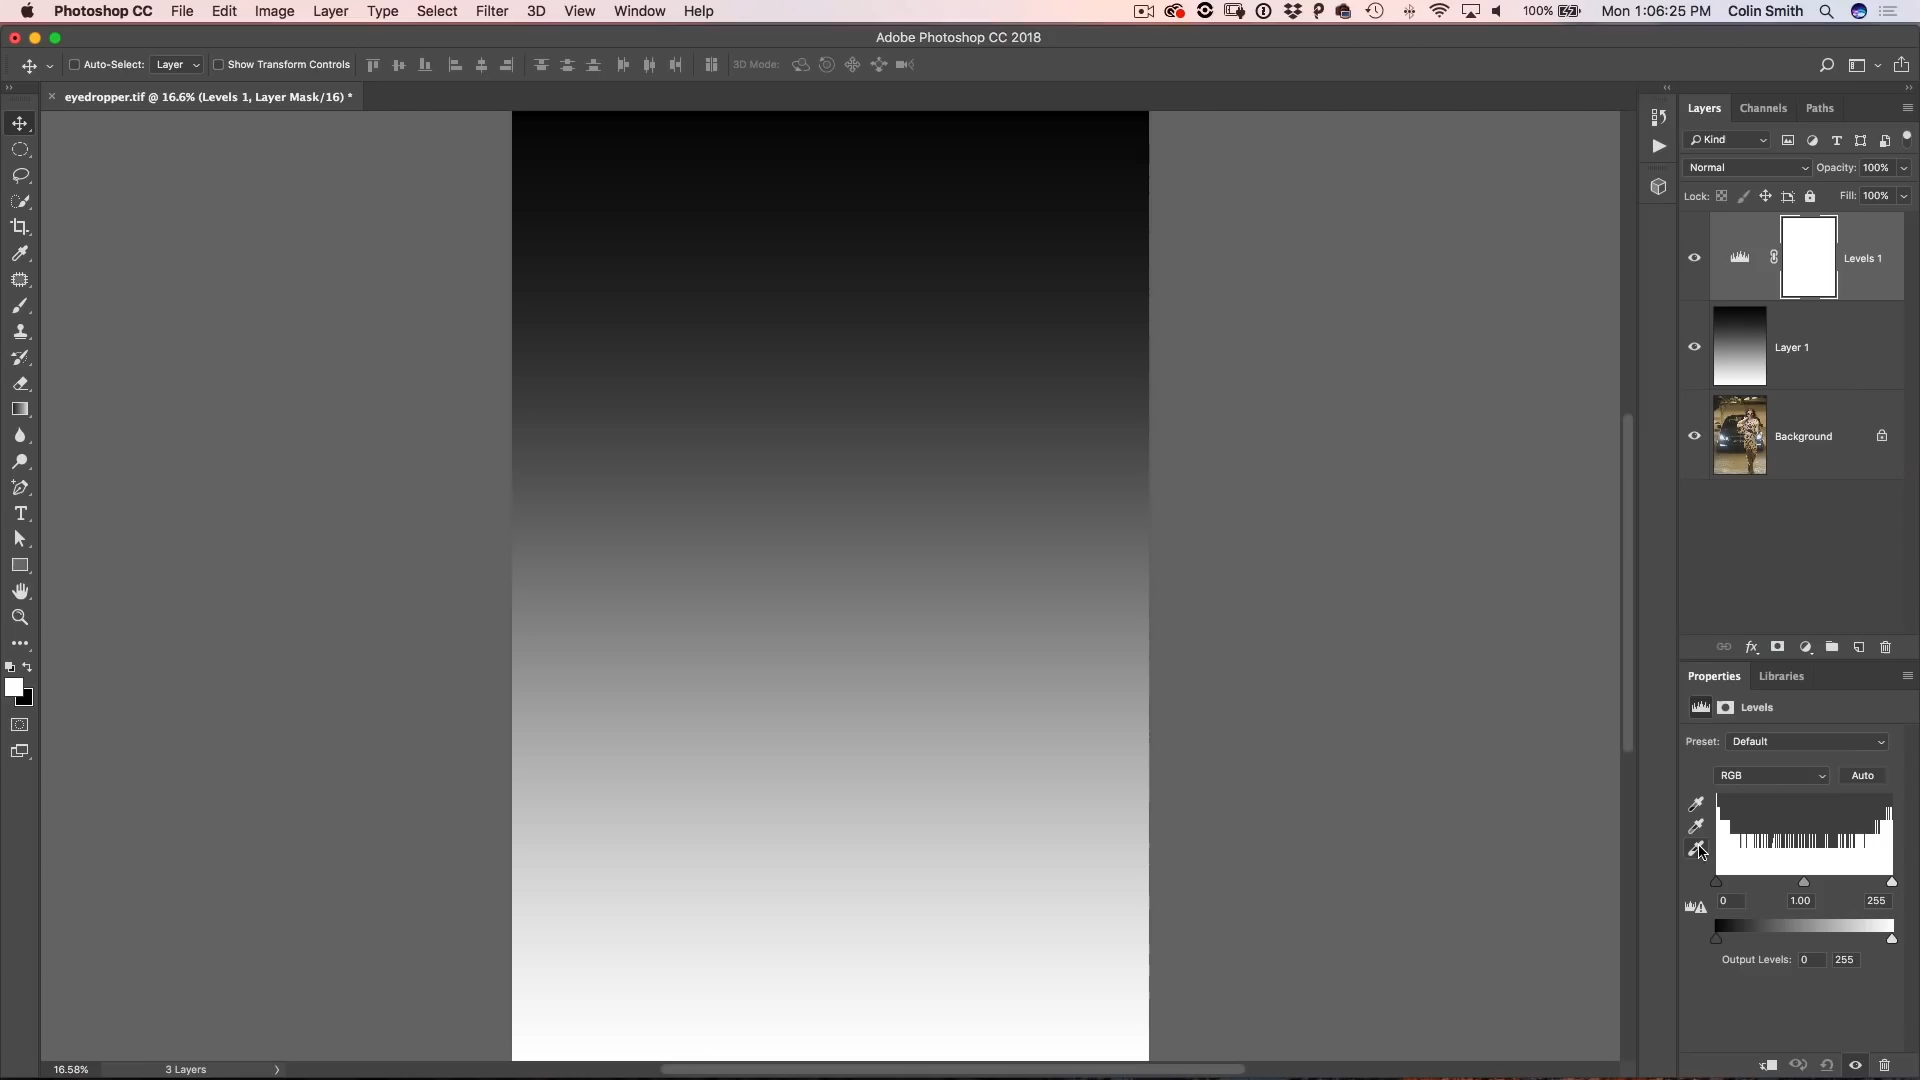 Photoshop CC File Edit Image Layer Type Select Filter 3D View Window Help 100% Mon 1:06:25 PM Colin Smith
Adobe Photoshop CC 2018
Auto-Select: Layer Show Transform Controls 3D Mode:
eyedropper.tif @ 16.6% (Levels 1, Layer Mask/16) *
Layers Channels Paths
Kind
Normal Opacity: 100%
Lock: Fill: 100%
Levels 1
Layer 1
Background
Properties Libraries
Levels
Preset: Default
RGB Auto
0 1.00 255
Output Levels: 0 255
16.58% 3 Layers